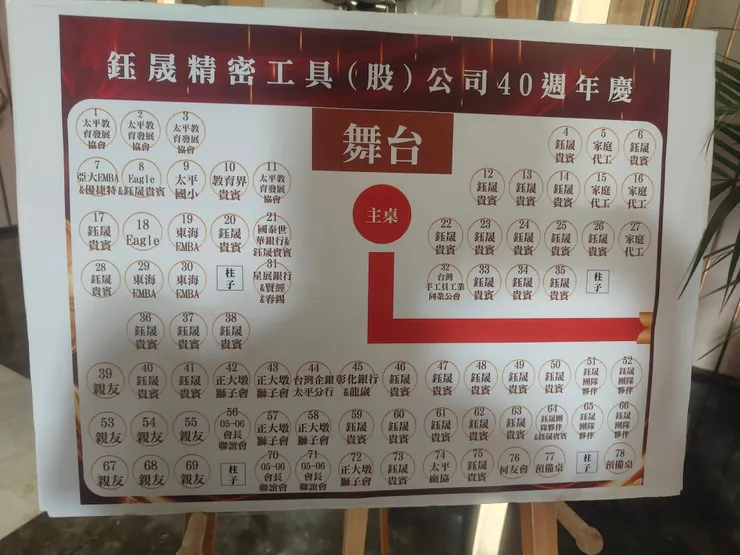 鈺晟精密工具(股)公司40週年慶
舞台
主桌
1
太平教
育發展
協會
2
太平教
育發展
協會
3
太平教
育發展
協會
4
鈺晟
貴賓
5
家庭
代工
6
鈺晟
貴賓
7
亞大EMBA
&優捷特
8
Eagle
&鈺晟貴賓
9
太平
國小
10
教育界
貴賓
11
太平教
育發展
協會
12
鈺晟
貴賓
13
鈺晟
貴賓
14
鈺晟
貴賓
15
家庭
代工
16
家庭
代工
17
鈺晟
貴賓
18
Eagle
19
東海
EMBA
20
鈺晟
貴賓
21
國泰世
華銀行&
鈺晟貴賓
22
鈺晟
貴賓
23
鈺晟
貴賓
24
鈺晟
貴賓
25
鈺晟
貴賓
26
鈺晟
貴賓
27
家庭
代工
28
鈺晟
貴賓
29
東海
EMBA
30
東海
EMBA
柱
子
31
星展銀行
&賢經
&春錫
32
台灣
手工具工業
同業公會
33
鈺晟
貴賓
34
鈺晟
貴賓
35
鈺晟
貴賓
柱
子
36
鈺晟
貴賓
37
鈺晟
貴賓
38
鈺晟
貴賓
39
親友
40
鈺晟
貴賓
41
鈺晟
貴賓
42
正大墩
獅子會
43
正大墩
獅子會
44
台灣企銀
太平分行
45
彰化銀行
&龍崴
46
鈺晟
貴賓
47
鈺晟
貴賓
48
鈺晟
貴賓
49
鈺晟
貴賓
50
鈺晟
貴賓
51
鈺晟
團隊
夥伴
52
鈺晟
團隊
夥伴
53
親友
54
親友
55
親友
56
05-06
會長
聯誼會
57
正大墩
獅子會
58
正大墩
獅子會
59
鈺晟
貴賓
60
鈺晟
貴賓
61
鈺晟
貴賓
62
鈺晟
貴賓
63
鈺晟
貴賓
64
鈺晟團
隊夥伴
&鈺晟貴賓
65
鈺晟
團隊
夥伴
66
鈺晟
團隊
夥伴
67
親友
68
親友
69
親友
柱
子
70
05-06
會長
聯誼會
71
05-06
會長
聯誼會
72
正大墩
獅子會
73
鈺晟
貴賓
74
太平
廠協
75
鈺晟
貴賓
76
柯友會
77
預備桌
柱
子
78
預備桌